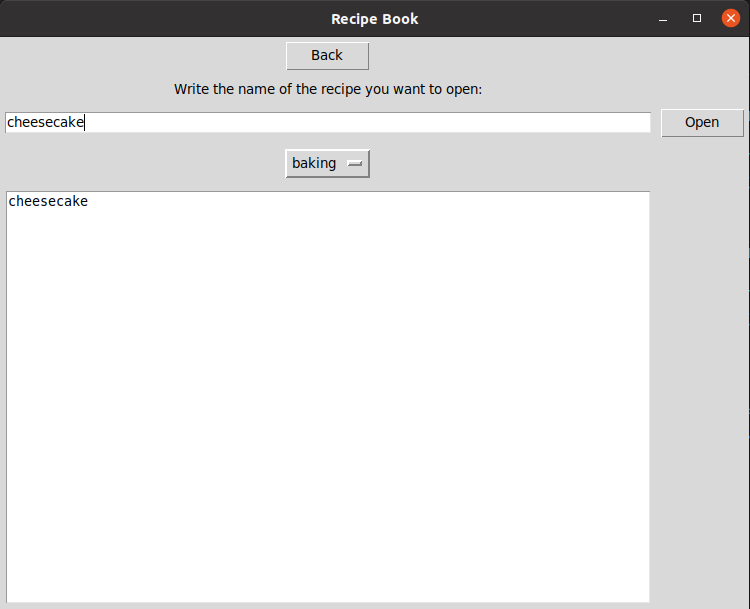 Recipe Book
Back
Write the name of the recipe you want to open:
cheesecake
Open
baking
cheesecake